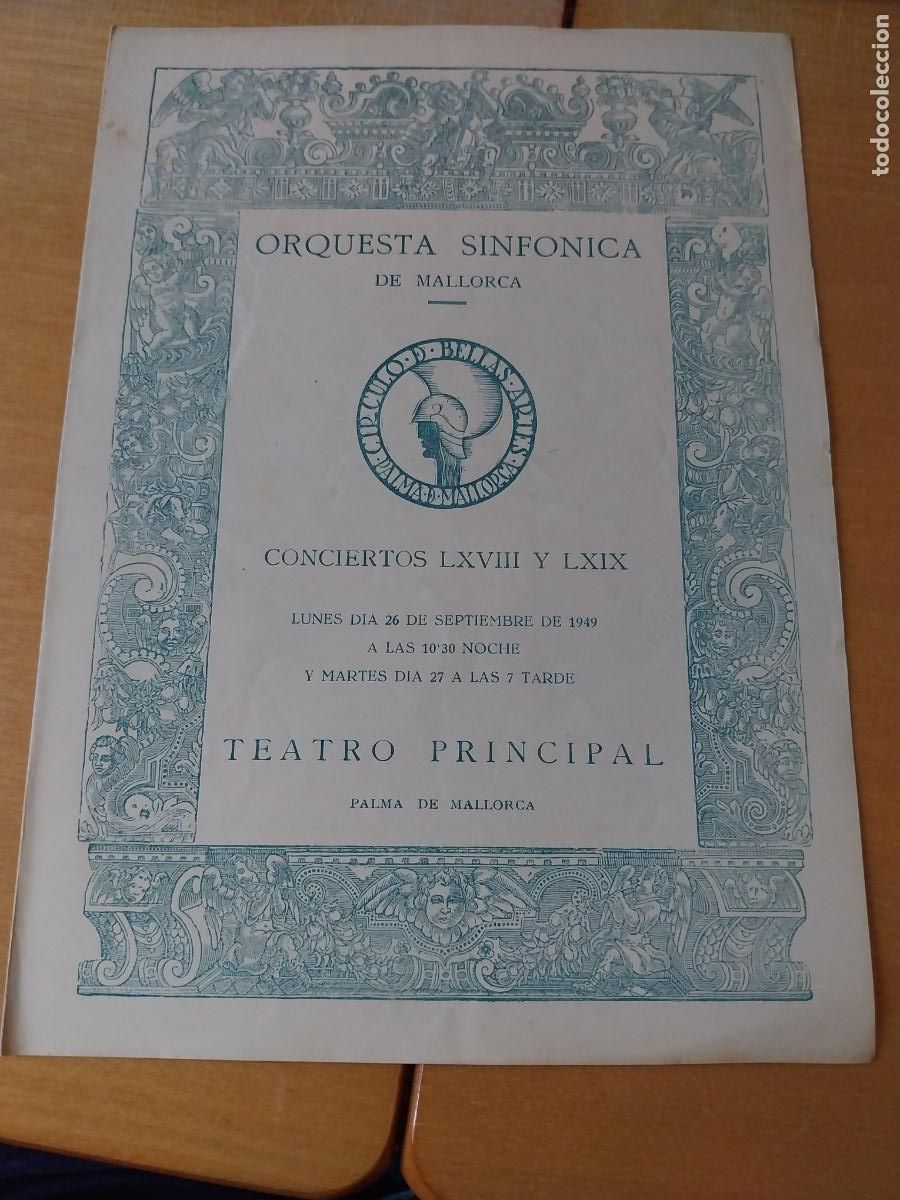 ORQUESTA SINFONICA
DE MALLORCA
CIRCULO·D·BELLAS·ARTES·
PALMA·D·MALLORCA
CONCIERTOS LXVIII Y LXIX
LUNES DIA 26 DE SEPTIEMBRE DE 1949
A LAS 10'30 NOCHE
Y MARTES DIA 27 A LAS 7 TARDE
TEATRO PRINCIPAL
PALMA DE MALLORCA
todocoleccion